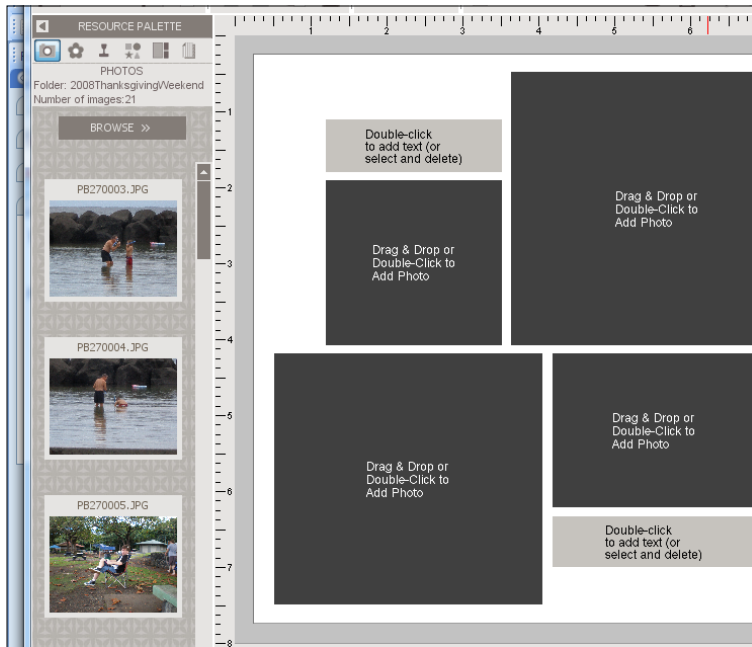 RESOURCE PALETTE
PHOTOS
Folder: 2008ThanksgivingWeekend
Number of images:21
BROWSE »
PB270003.JPG
PB270004.JPG
PB270005.JPG
1
2
3
4
6
1
2
3
4
5
6
7
8
Double-click
to add text (or
select and delete)
Drag & Drop or
Double-Click to
Add Photo
Drag & Drop or
Double-Click to
Add Photo
Drag & Drop or
Double-Click to
Add Photo
Drag & Drop or
Double-Click to
Add Photo
Double-click
to add text (or
select and delete)